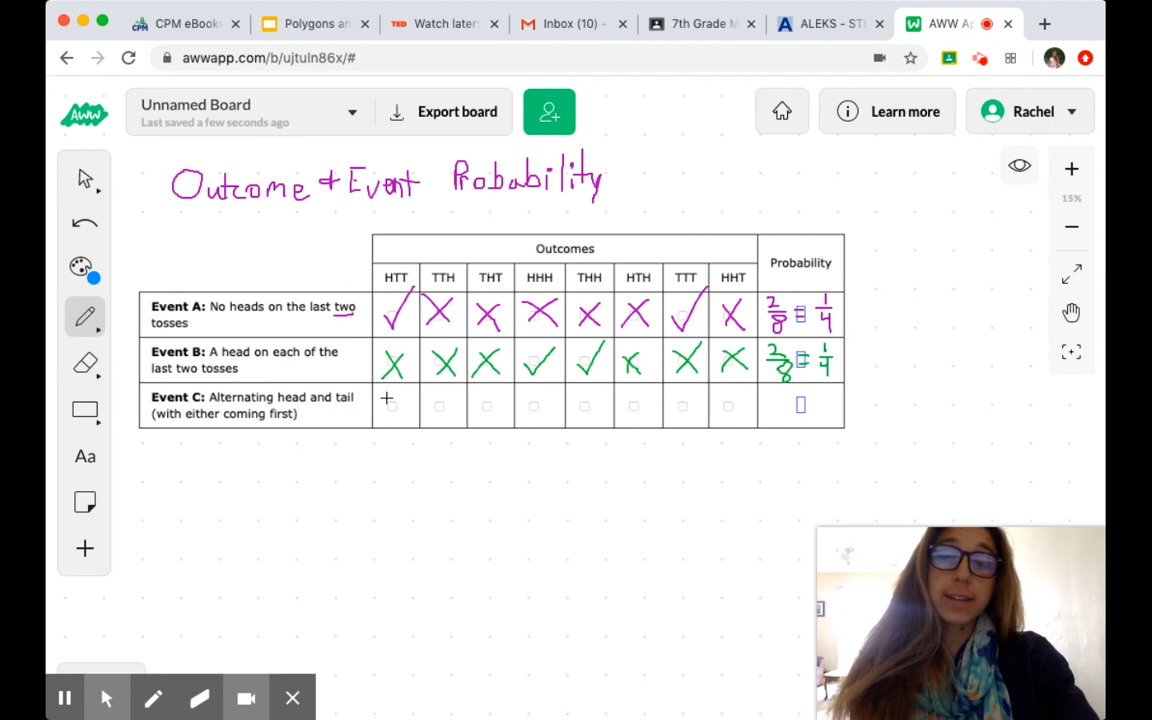 CPM eBook
Polygons an
TED Watch later:
Inbox (10) -
7th Grade M
ALEKS - STE
AWW Ap
awwapp.com/b/ujtuln86x/#
AWW
Unnamed Board
Last saved a few seconds ago
Export board
Learn more
Rachel
15%
Outcome + Event Probability
Outcomes
Probability
HTT TTH THT HHH THH HTH TTT HHT
Event A: No heads on the last two
tosses
✓ X X X X X ✓ X 2/8 = 1/4
Event B: A head on each of the
last two tosses
X X X ✓ ✓ X X X 2/8 = 1/4
Event C: Alternating head and tail
(with either coming first)
Aa